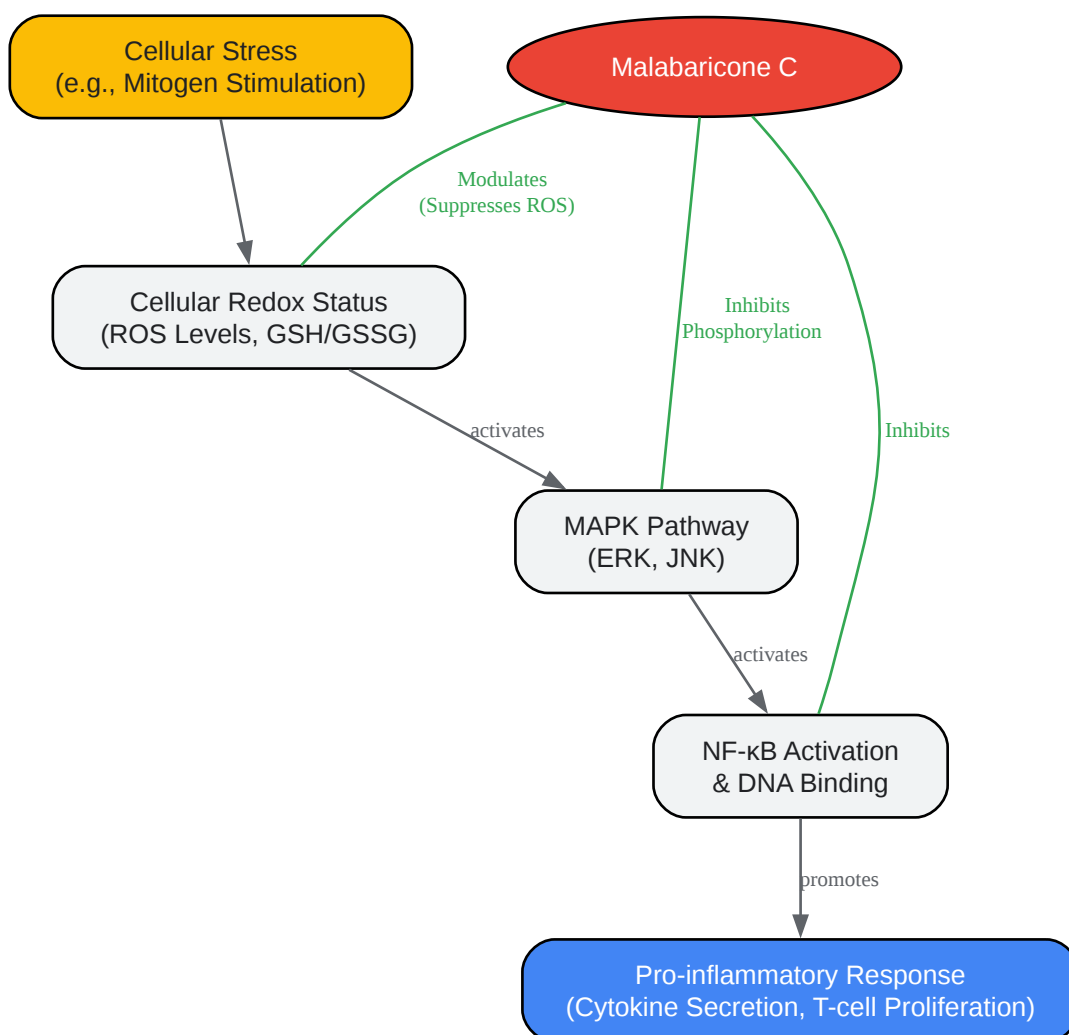 Cellular Stress
(e.g., Mitogen Stimulation)
Malabaricone C
Modulates
(Suppresses ROS)
Cellular Redox Status
(ROS Levels, GSH/GSSG)
Inhibits
Phosphorylation
activates
Inhibits
MAPK Pathway
(ERK, JNK)
activates
NF-κB Activation
& DNA Binding
promotes
Pro-inflammatory Response
(Cytokine Secretion, T-cell Proliferation)